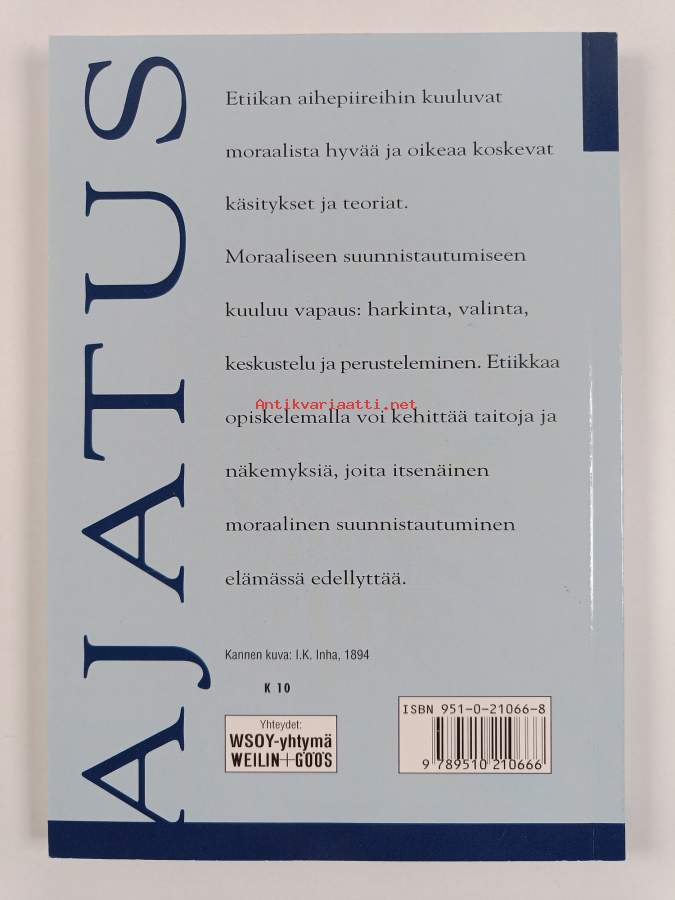 AJATUS
Etiikan aihepiireihin kuuluvat
moraalista hyvää ja oikeaa koskevat
käsitykset ja teoriat.
Moraaliseen suunnistautumiseen
kuuluu vapaus: harkinta, valinta,
keskustelu ja perusteleminen. Etiikkaa
Antikvariaatti.net
opiskelemalla voi kehittää taitoja ja
näkemyksiä, joita itsenäinen
moraalinen suunnistautuminen
elämässä edellyttää.
Kannen kuva: I.K. Inha, 1894
K 10
Yhteydet:
WSOY-yhtymä
WEILIN+GÖÖS
ISBN 951-0-21066-8
9 789510 210666